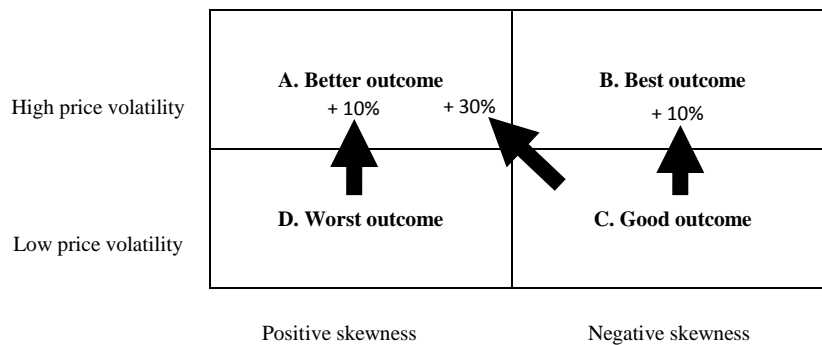 A. Better outcome
B. Best outcome
High price volatility
+ 10%
+ 30%
+ 10%
D. Worst outcome
C. Good outcome
Low price volatility
Positive skewness
Negative skewness